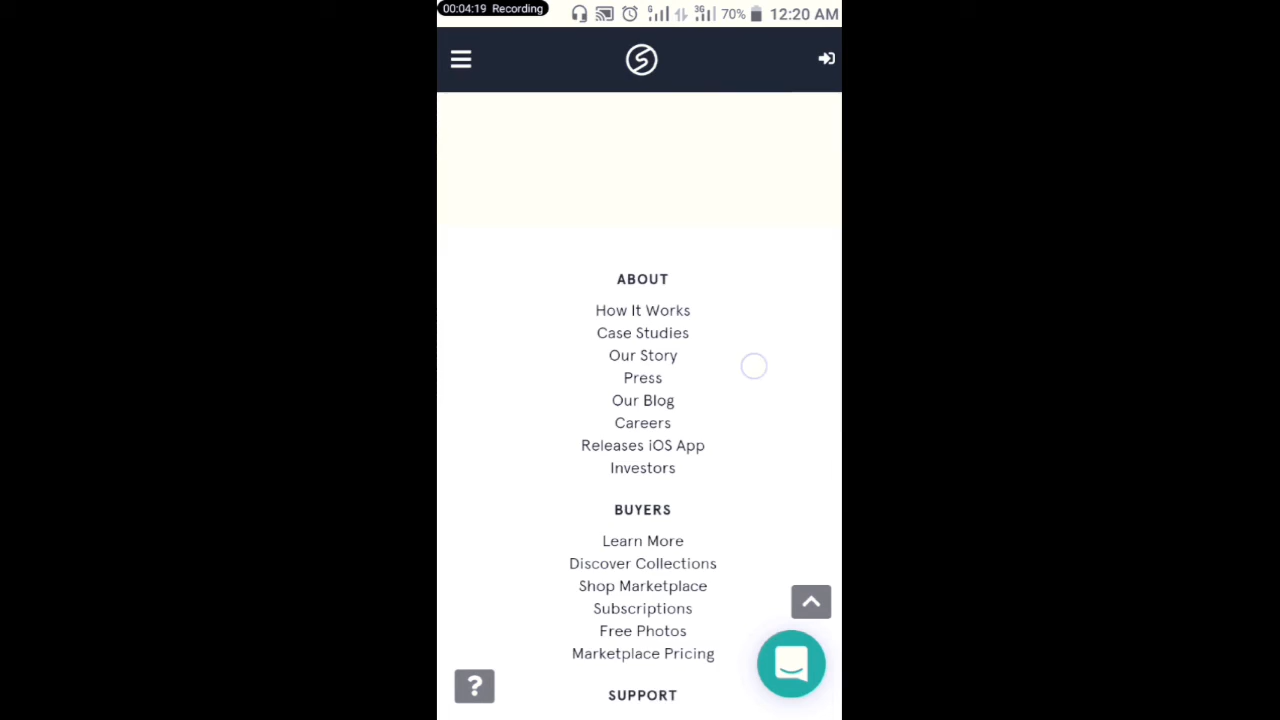 00:04:19 Recording
G 3G 70% 12:20 AM
ABOUT
How It Works
Case Studies
Our Story
Press
Our Blog
Careers
Releases iOS App
Investors
BUYERS
Learn More
Discover Collections
Shop Marketplace
Subscriptions
Free Photos
Marketplace Pricing
?
SUPPORT